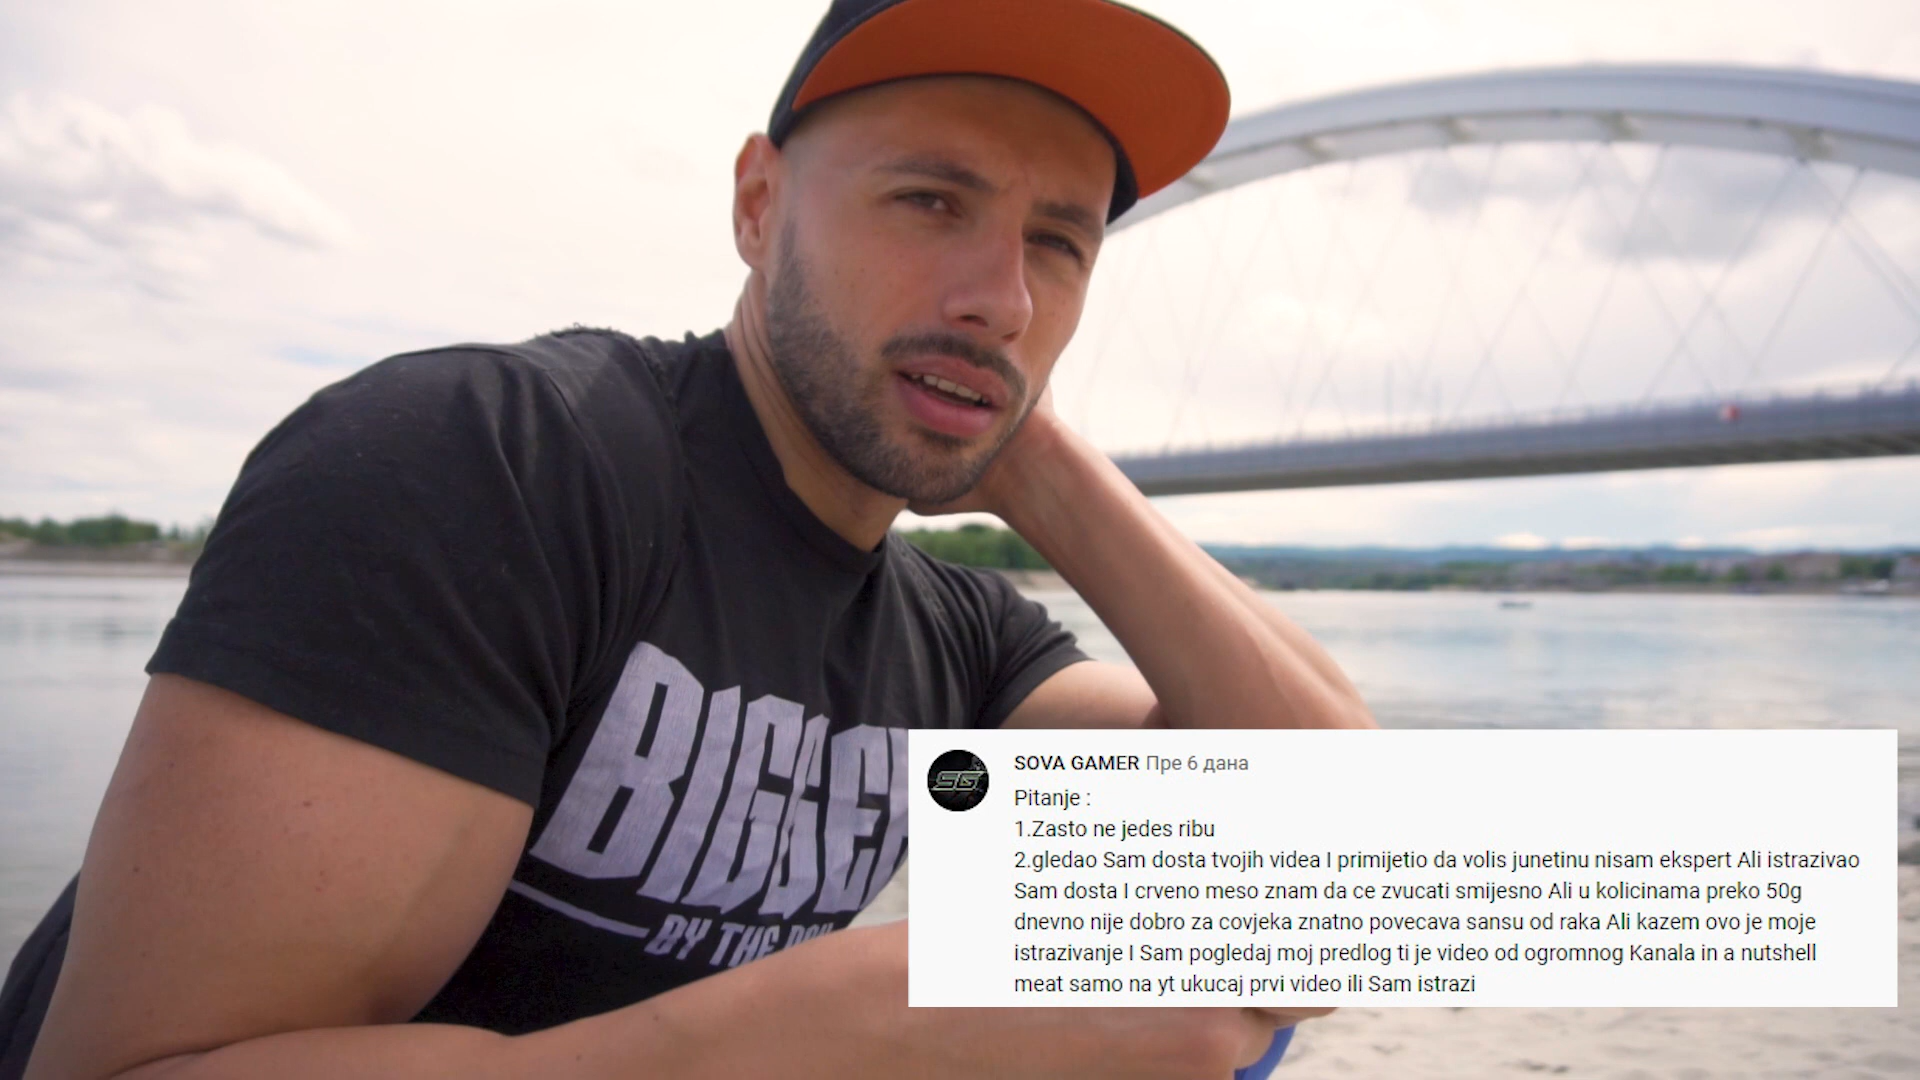 BIGGER
BY THE DAY
SG
SOVA GAMER Пре 6 дана
Pitanje :
1.Zasto ne jedes ribu
2.gledao Sam dosta tvojih videa I primijetio da volis junetinu nisam ekspert Ali istrazivao
Sam dosta I crveno meso znam da ce zvucati smijesno Ali u kolicinama preko 50g
dnevno nije dobro za covjeka znatno povecava sansu od raka Ali kazem ovo je moje
istrazivanje I Sam pogledaj moj predlog ti je video od ogromnog Kanala in a nutshell
meat samo na yt ukucaj prvi video ili Sam istrazi